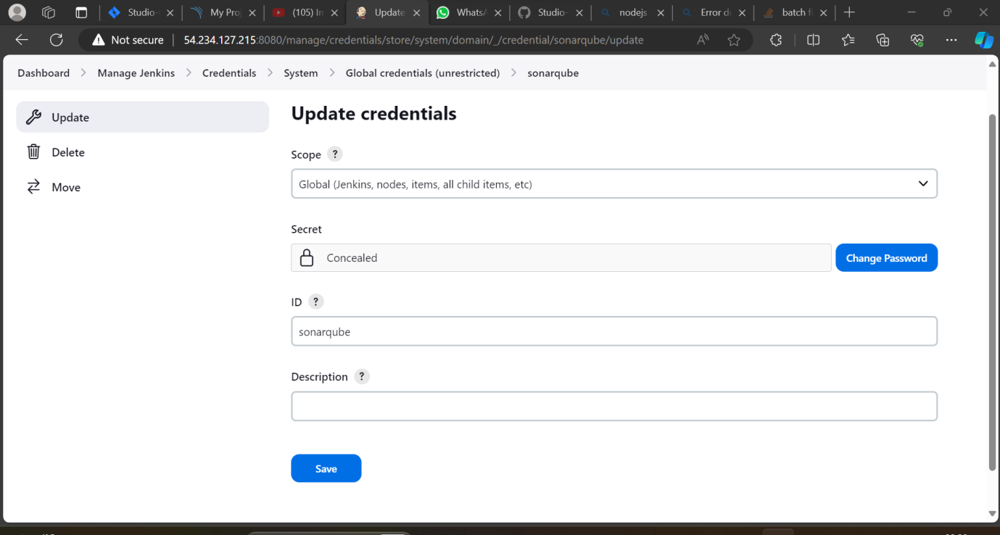 Studio-
My Proj
(105) In
Update
WhatsA
Studio-
nodejs
Error du
batch fi
Not secure
54.234.127.215:8080/manage/credentials/store/system/domain/_/credential/sonarqube/update
Dashboard > Manage Jenkins > Credentials > System > Global credentials (unrestricted) > sonarqube
Update
Delete
Move
Update credentials
Scope ?
Global (Jenkins, nodes, items, all child items, etc)
Secret
Concealed
Change Password
ID ?
sonarqube
Description ?
Save